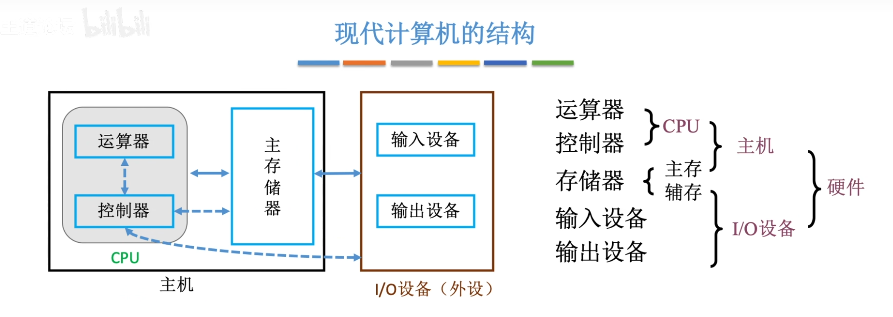 bilibili
现代计算机的结构
运算器
控制器
CPU
主存储器
主机
输入设备
输出设备
I/O设备（外设）
运算器
控制器
CPU
存储器
主存
辅存
主机
输入设备
输出设备
I/O设备
硬件